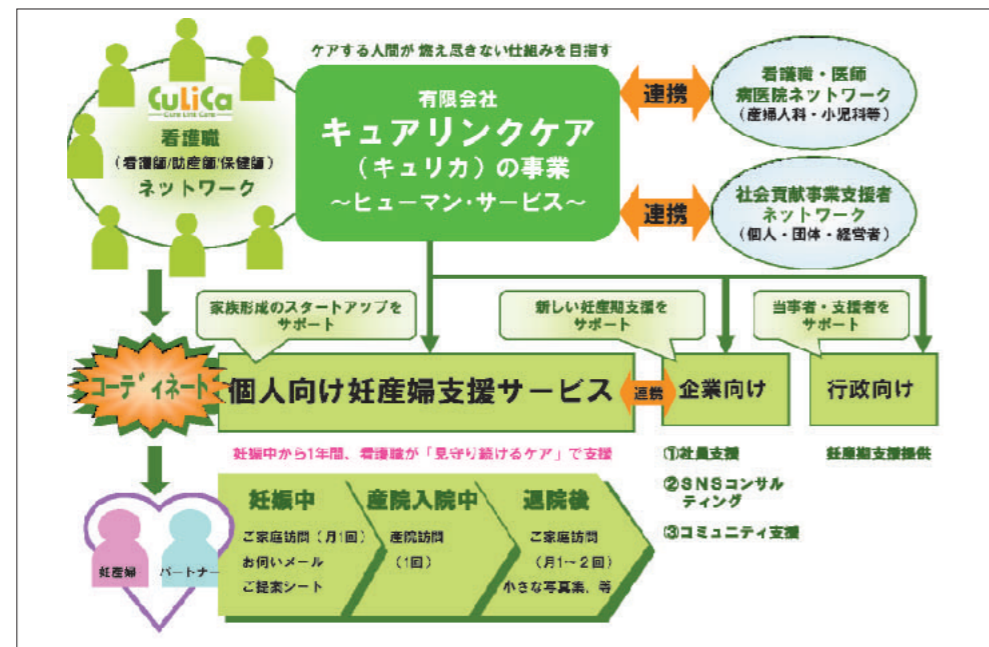 ケアする人間が燃え尽きない仕組みを目指す
CuLiCa
Cure Link Care
看護職
（看護師/助産師/保健師）
ネットワーク
有限会社
キュアリンクケア
（キュリカ）の事業
～ヒューマン・サービス～
連携
看護職・医師
病医院ネットワーク
（産婦人科・小児科等）
連携
社会貢献事業支援者
ネットワーク
（個人・団体・経営者）
家族形成のスタートアップを
サポート
新しい妊産期支援を
サポート
当事者・支援者を
サポート
コーディネート
個人向け妊産婦支援サービス
連携
企業向け
行政向け
妊娠中から1年間、看護職が「見守り続けるケア」で支援
①社員支援
②SNSコンサル
ティング
③コミュニティ支援
妊産期支援提供
妊娠中
ご家庭訪問（月1回）
お伺いメール
ご提案シート
産院入院中
産院訪問
（1回）
退院後
ご家庭訪問
（月1～2回）
小さな写真集、等
妊産婦
パートナー